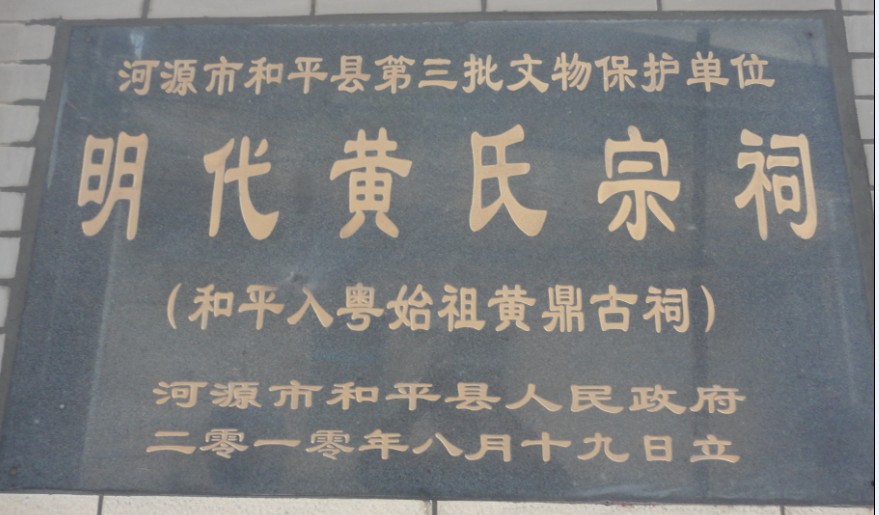 河源市和平县第三批文物保护单位
明代黄氏宗祠
（和平入粤始祖黄鼎古祠）
河源市和平县人民政府
二零一零年八月十九日立